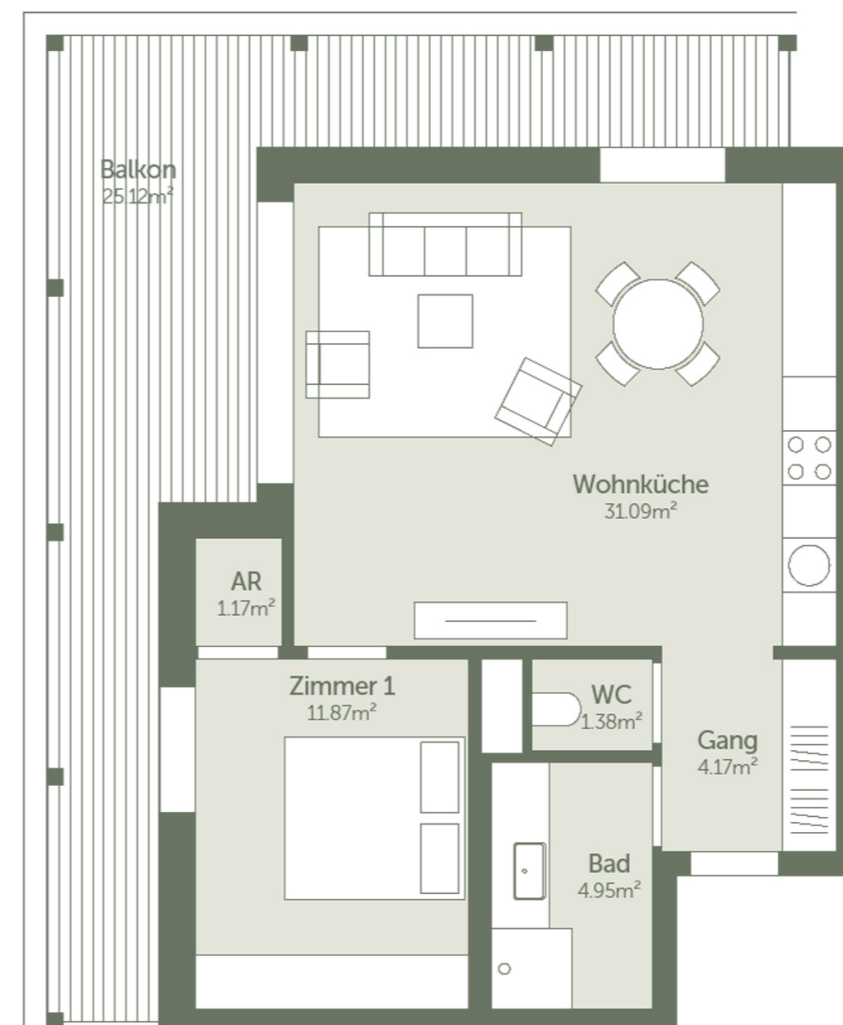 Balkon
25.12m²
Wohnküche
31.09m²
AR
1.17m²
Zimmer 1
11.87m²
WC
1.38m²
Gang
4.17m²
Bad
4.95m²